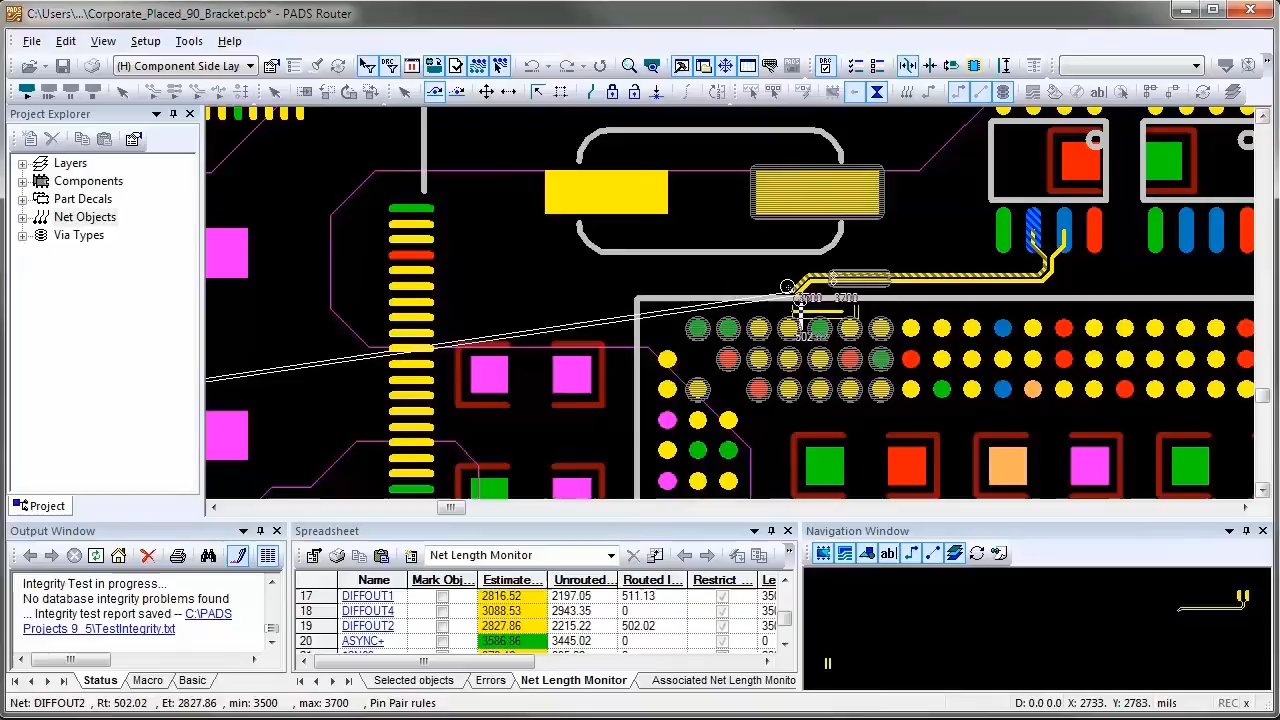 C:\Users\...\Corporate_Placed_90_Bracket.pcb* - PADS Router
File Edit View Setup Tools Help
(H) Component Side Lay
Project Explorer
Layers
Components
Part Decals
Net Objects
Via Types
Project
3700
Output Window
Integrity Test in progress...
No database integrity problems found
... Integrity test report saved -- C:\PADS
Projects 9_5\TestIntegrity.txt
Status Macro Basic
Spreadsheet
Net Length Monitor
Name Mark Obj... Estimate... Unrouted... Routed l... Restrict ... Le
17 DIFFOUT1 2816.52 2197.05 511.13 350
18 DIFFOUT4 3088.53 2943.35 0 350
19 DIFFOUT2 2827.86 2215.22 502.02 350
20 ASYNC+ 3586.86 3445.02 0
Selected objects Errors Net Length Monitor Associated Net Length Monito
Navigation Window
abl
Net: DIFFOUT2, Rt: 502.02, Et: 2827.86, min: 3500 , max: 3700 , Pin Pair rules
D: 0.0 0.0 X: 2733. Y: 2783. mils REC x